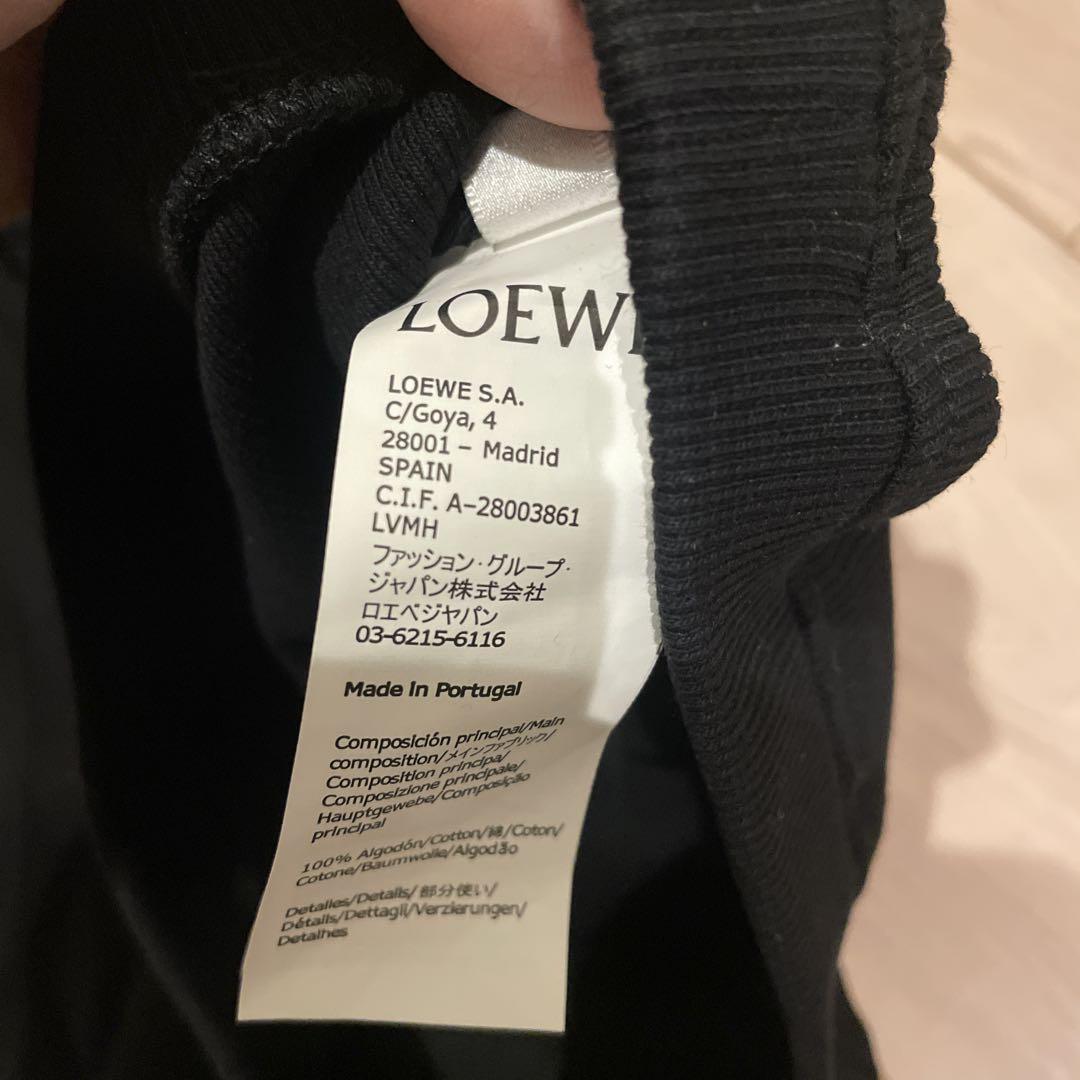 LOEWE
LOEWE S.A.
C/Goya, 4
28001 – Madrid
SPAIN
C.I.F. A-28003861
LVMH
ファッション・グループ・
ジャパン株式会社
ロエベジャパン
03-6215-6116
Made in Portugal
Composición principal/Main
composition/メインファブリック/
Composition principa/
Composizione principale/
Hauptgewebe/Composição
principal
100% Algodón/Cotton/綿/Coton/
Cotone/Baumwolle/Algodão
Detalles/Details/部分使い/
Détails/Dettagli/Verzierungen/
Detalhes